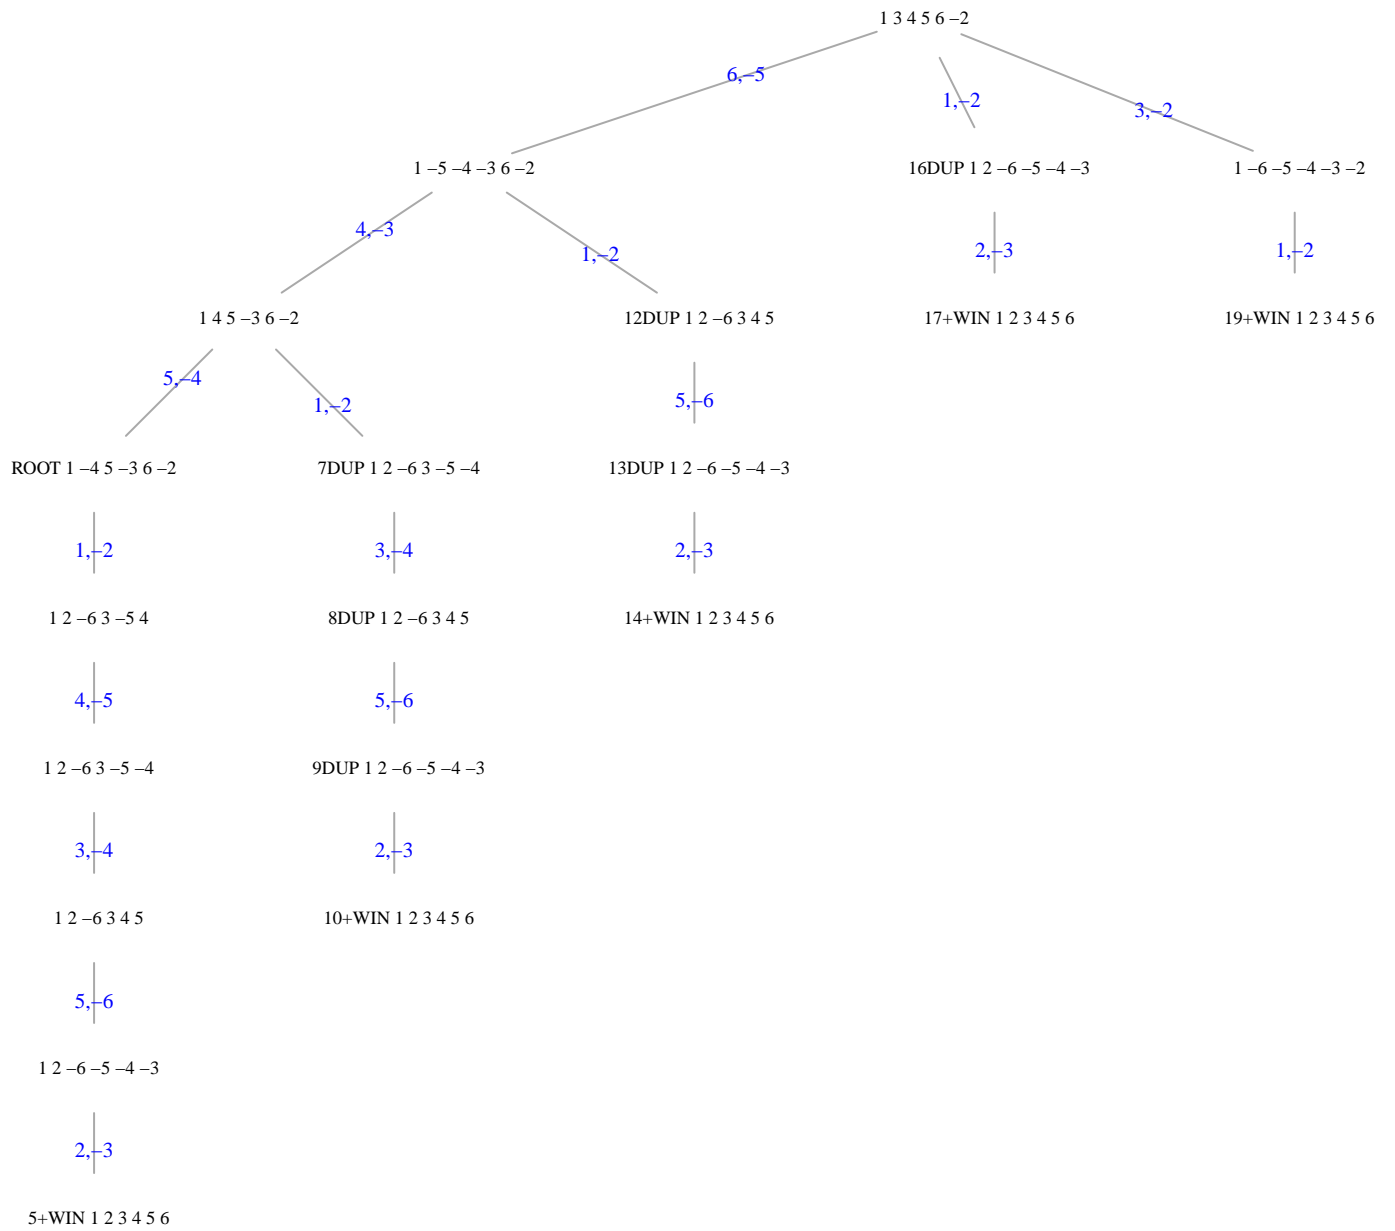 1 3 4 5 6 −2
6,−5
1,−2
3,−2
1 −5 −4 −3 6 −2
16DUP 1 2 −6 −5 −4 −3
1 −6 −5 −4 −3 −2
4,−3
1,−2
2,−3
1,−2
1 4 5 −3 6 −2
12DUP 1 2 −6 3 4 5
17+WIN 1 2 3 4 5 6
19+WIN 1 2 3 4 5 6
5,−4
1,−2
5,−6
ROOT 1 −4 5 −3 6 −2
7DUP 1 2 −6 3 −5 −4
13DUP 1 2 −6 −5 −4 −3
1,−2
3,−4
2,−3
1 2 −6 3 −5 4
8DUP 1 2 −6 3 4 5
14+WIN 1 2 3 4 5 6
4,−5
5,−6
1 2 −6 3 −5 −4
9DUP 1 2 −6 −5 −4 −3
3,−4
2,−3
1 2 −6 3 4 5
10+WIN 1 2 3 4 5 6
5,−6
1 2 −6 −5 −4 −3
2,−3
5+WIN 1 2 3 4 5 6